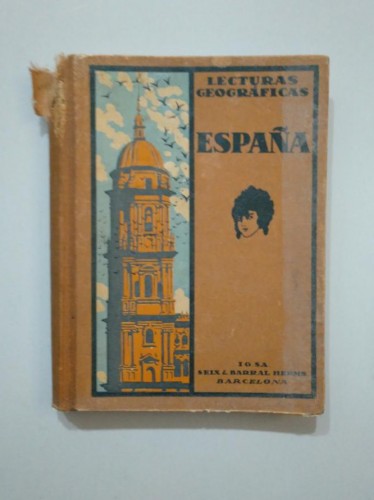 LECTURAS
GEOGRÁFICAS
ESPAÑA
I.G. S.A.
SEIX & BARRAL HERMS
BARCELONA